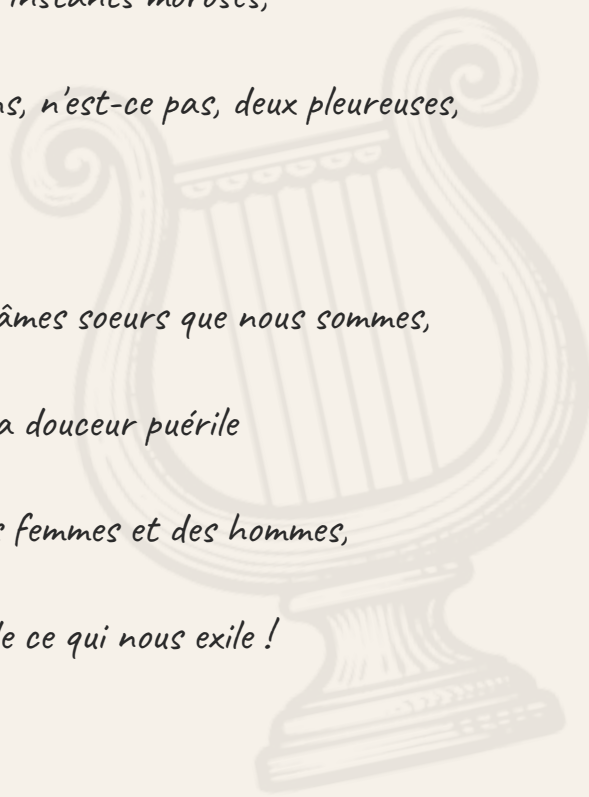 instants moroses,
ns, n'est-ce pas, deux pleureuses,
âmes soeurs que nous sommes,
a douceur puérile
s femmes et des hommes,
le ce qui nous exile !